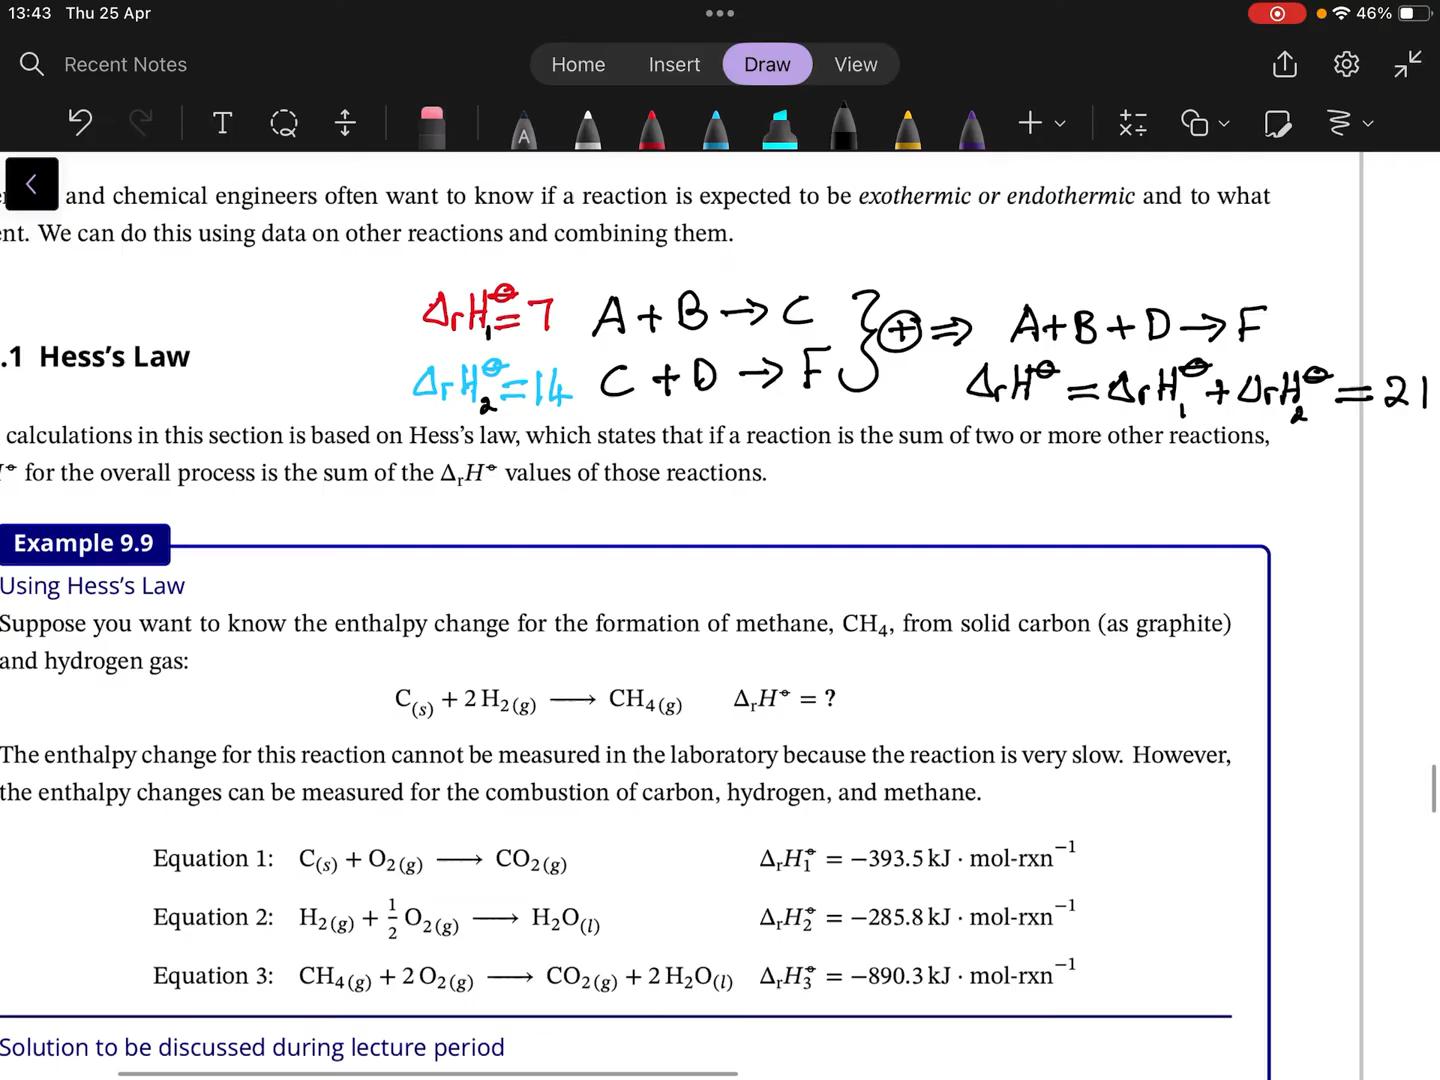 13:43 Thu 25 Apr
46%
Recent Notes
Home Insert Draw View
T A
and chemical engineers often want to know if a reaction is expected to be exothermic or endothermic and to what
ent. We can do this using data on other reactions and combining them.
ΔrH₁⦵=7 A+B→C } ⊕ ⇒ A+B+D→F
.1 Hess's Law
ΔrH₂⦵=14 C+D→F ΔrH⦵=ΔrH₁⦵+ΔrH₂⦵=21
calculations in this section is based on Hess's law, which states that if a reaction is the sum of two or more other reactions,
H⦵ for the overall process is the sum of the ΔᵣH⦵ values of those reactions.
Example 9.9
Using Hess's Law
Suppose you want to know the enthalpy change for the formation of methane, CH₄, from solid carbon (as graphite)
and hydrogen gas:
C(s) + 2 H₂(g) ⟶ CH₄(g) ΔᵣH⦵ = ?
The enthalpy change for this reaction cannot be measured in the laboratory because the reaction is very slow. However,
the enthalpy changes can be measured for the combustion of carbon, hydrogen, and methane.
Equation 1: C(s) + O₂(g) ⟶ CO₂(g) ΔᵣH₁⦵ = −393.5 kJ · mol-rxn⁻¹
Equation 2: H₂(g) + ½ O₂(g) ⟶ H₂O(l) ΔᵣH₂⦵ = −285.8 kJ · mol-rxn⁻¹
Equation 3: CH₄(g) + 2 O₂(g) ⟶ CO₂(g) + 2 H₂O(l) ΔᵣH₃⦵ = −890.3 kJ · mol-rxn⁻¹
Solution to be discussed during lecture period